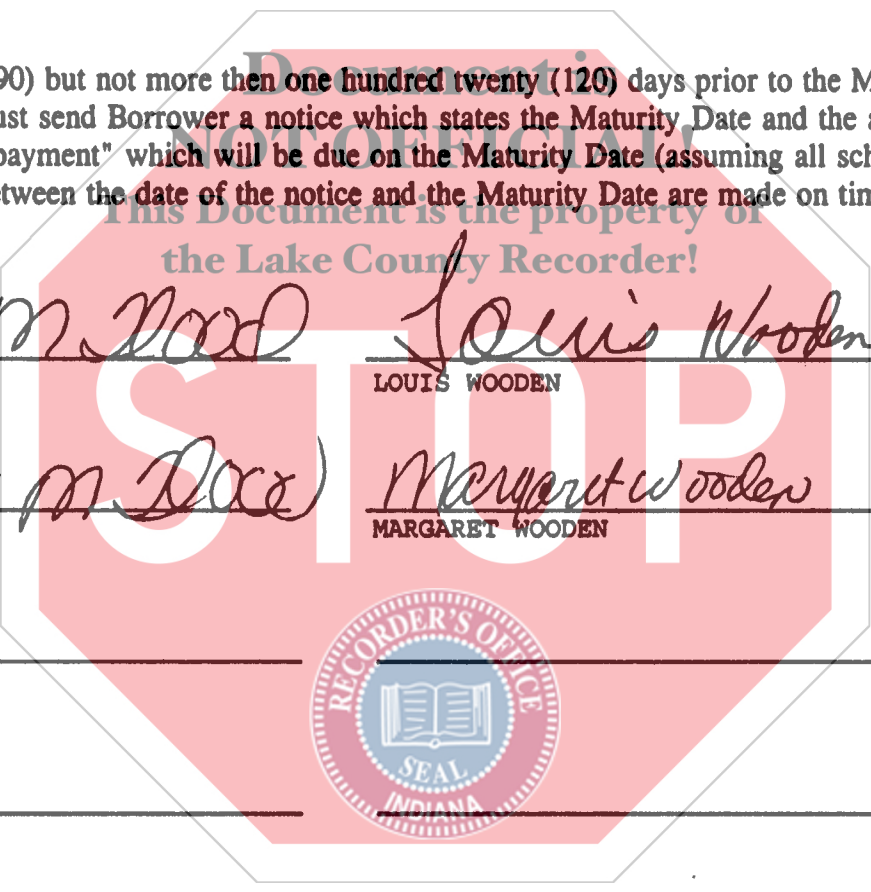 Document is
90) but not more then one hundred twenty (120) days prior to the M
ust send Borrower a notice which states the Maturity Date and the a
NOT OFFICIAL
payment" which will be due on the Maturity Date (assuming all sch
etween the date of the notice and the Maturity Date are made on tim
This Document is the property of
the Lake County Recorder!
STOP
M Louis Wooden
LOUIS WOODEN
M Margaret Wooden
MARGARET WOODEN
RECORDER'S OFFICE
SEAL
INDIANA